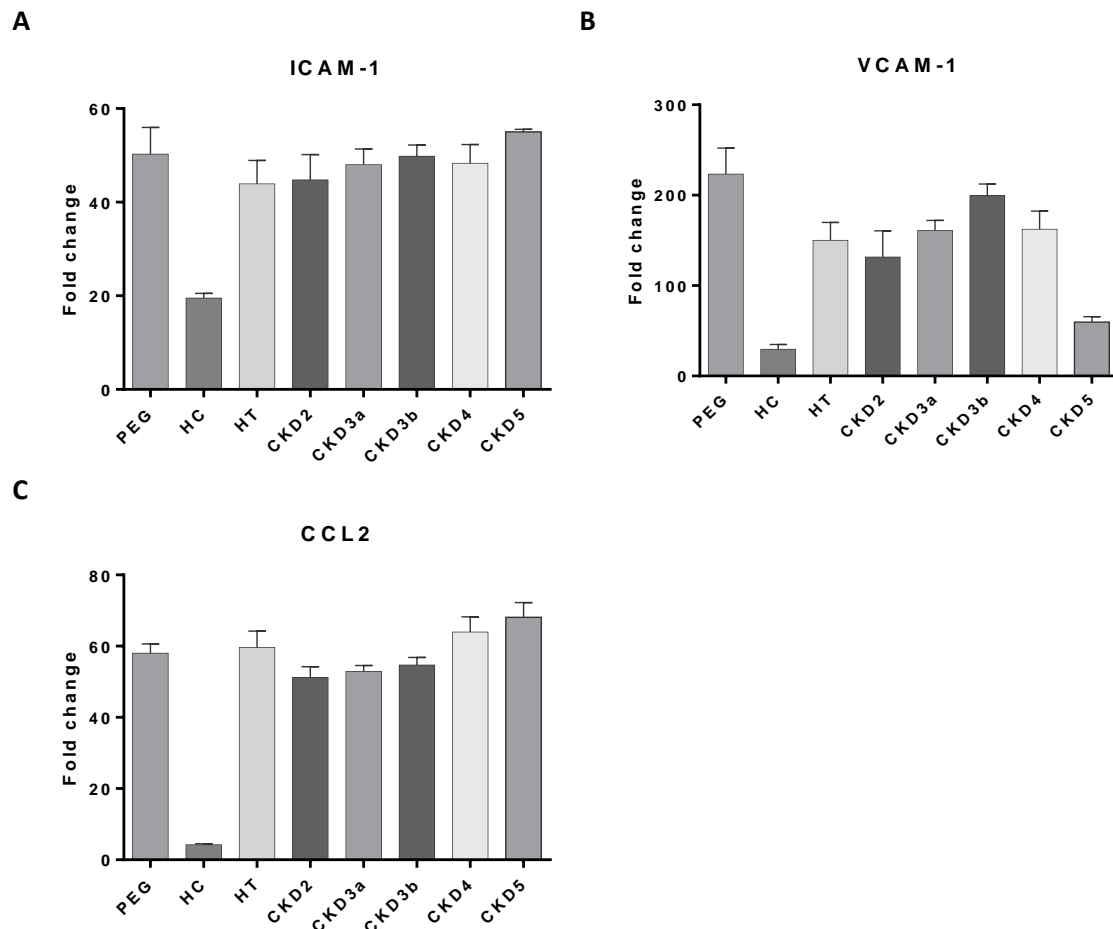 A
ICAM-1
Fold change
60
40
20
0
PEG
HC
HT
CKD2
CKD3a
CKD3b
CKD4
CKD5
B
VCAM-1
Fold change
300
200
100
0
PEG
HC
HT
CKD2
CKD3a
CKD3b
CKD4
CKD5
C
CCL2
Fold change
80
60
40
20
0
PEG
HC
HT
CKD2
CKD3a
CKD3b
CKD4
CKD5